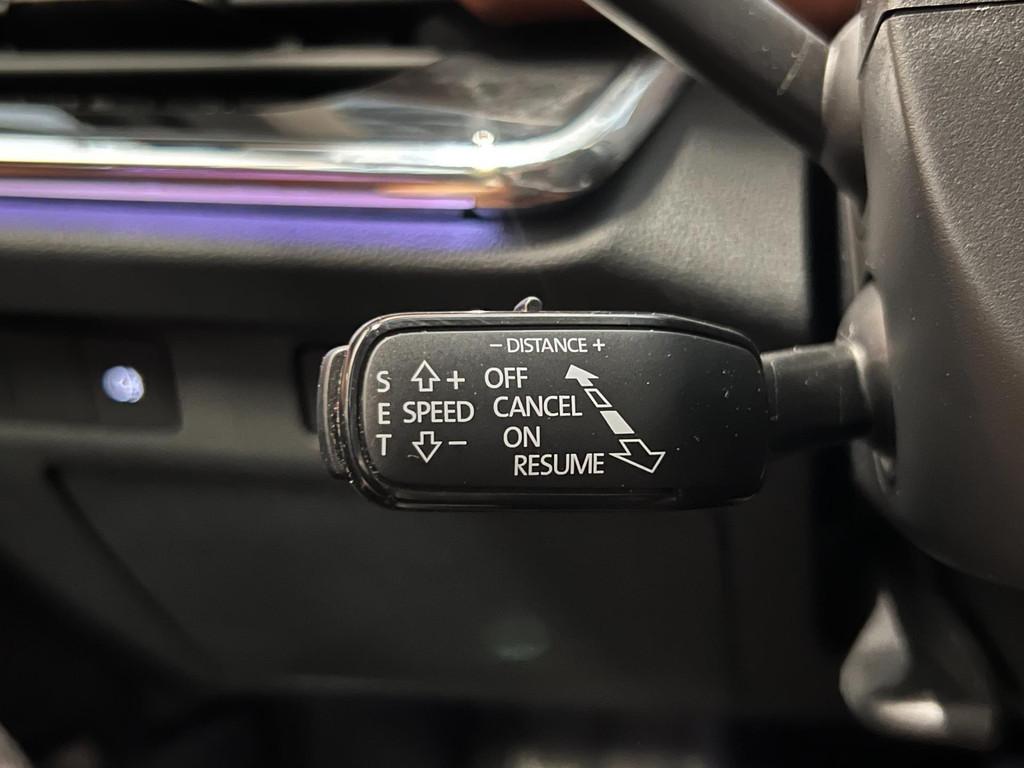 – DISTANCE +
S + OFF
E SPEED CANCEL
T – ON
RESUME